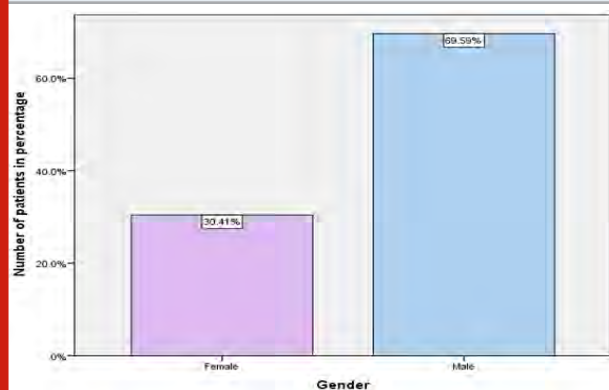 Number of patients in percentage
69.59%
60.0%
40.0%
30.41%
20.0%
0%
Female
Male
Gender